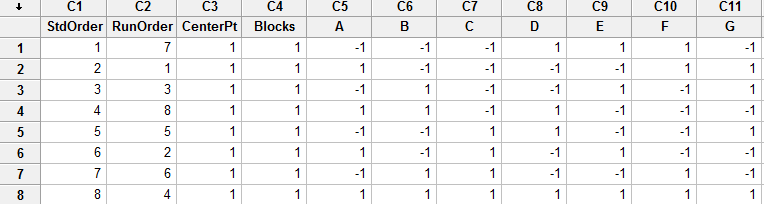 ↓ C1 C2 C3 C4 C5 C6 C7 C8 C9 C10 C11
StdOrder RunOrder CenterPt Blocks A B C D E F G
1 1 7 1 1 -1 -1 -1 1 1 1 -1
2 2 1 1 1 1 -1 -1 -1 -1 1 1
3 3 3 1 1 -1 1 -1 -1 1 -1 1
4 4 8 1 1 1 1 -1 1 -1 -1 -1
5 5 5 1 1 -1 -1 1 1 -1 -1 1
6 6 2 1 1 1 -1 1 -1 1 -1 -1
7 7 6 1 1 -1 1 1 -1 -1 1 -1
8 8 4 1 1 1 1 1 1 1 1 1